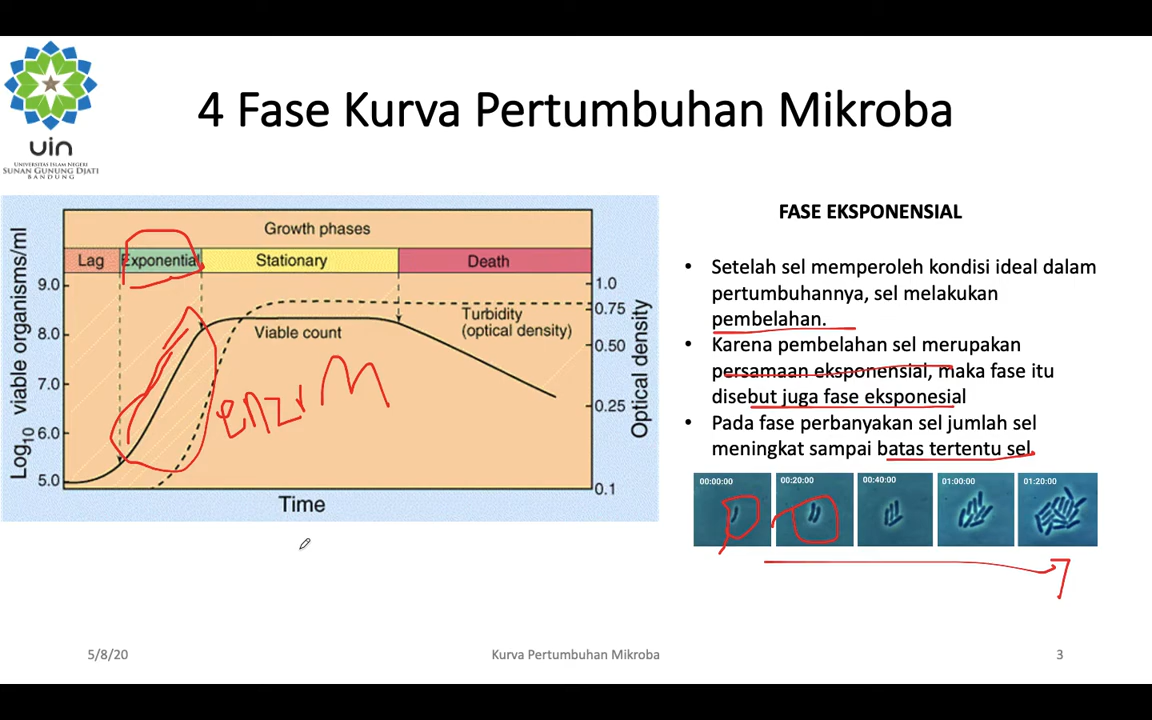 uin
UNIVERSITAS ISLAM NEGERI
SUNAN GUNUNG DJATI
BANDUNG
4 Fase Kurva Pertumbuhan Mikroba
Growth phases
Lag Exponential Stationary Death
Log10 viable organisms/ml
9.0
8.0
7.0
6.0
5.0
Viable count
Turbidity
(optical density)
1.0
0.75
0.50
0.25
0.1
Optical density
Time
FASE EKSPONENSIAL
• Setelah sel memperoleh kondisi ideal dalam
pertumbuhannya, sel melakukan
pembelahan.
• Karena pembelahan sel merupakan
persamaan eksponensial, maka fase itu
disebut juga fase eksponesial
• Pada fase perbanyakan sel jumlah sel
meningkat sampai batas tertentu sel.
00:00:00 00:20:00 00:40:00 01:00:00 01:20:00
5/8/20
Kurva Pertumbuhan Mikroba
3